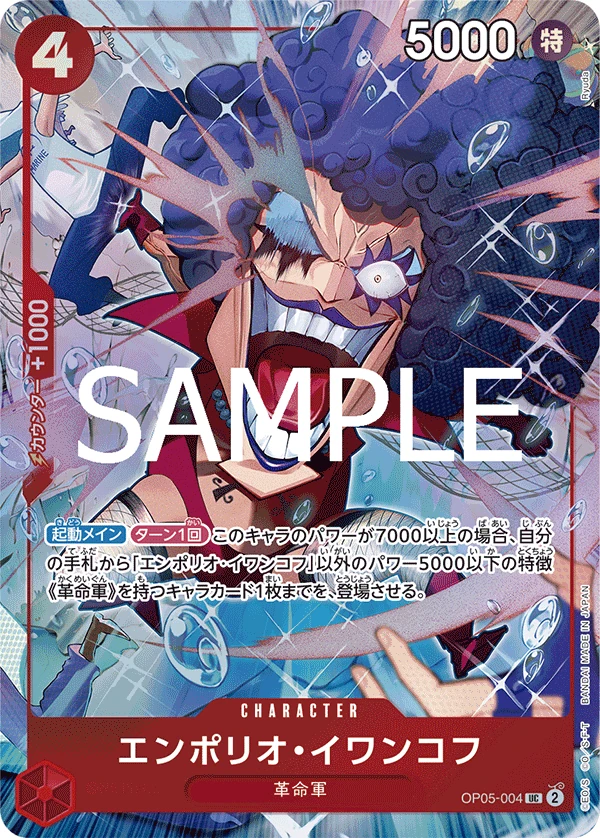 4
5000 特
Ryuda
MARINE
カウンター +1000
SAMPLE
起動メイン ターン1回 このキャラのパワーが7000以上の場合、自分
の手札から「エンポリオ・イワンコフ」以外のパワー5000以下の特徴
《革命軍》を持つキャラカード1枚までを、登場させる。
CHARACTER
エンポリオ・イワンコフ
革命軍
OP05-004 UC 2
©E.O/S. ©O/S.・F・T BANDAI MADE IN JAPAN